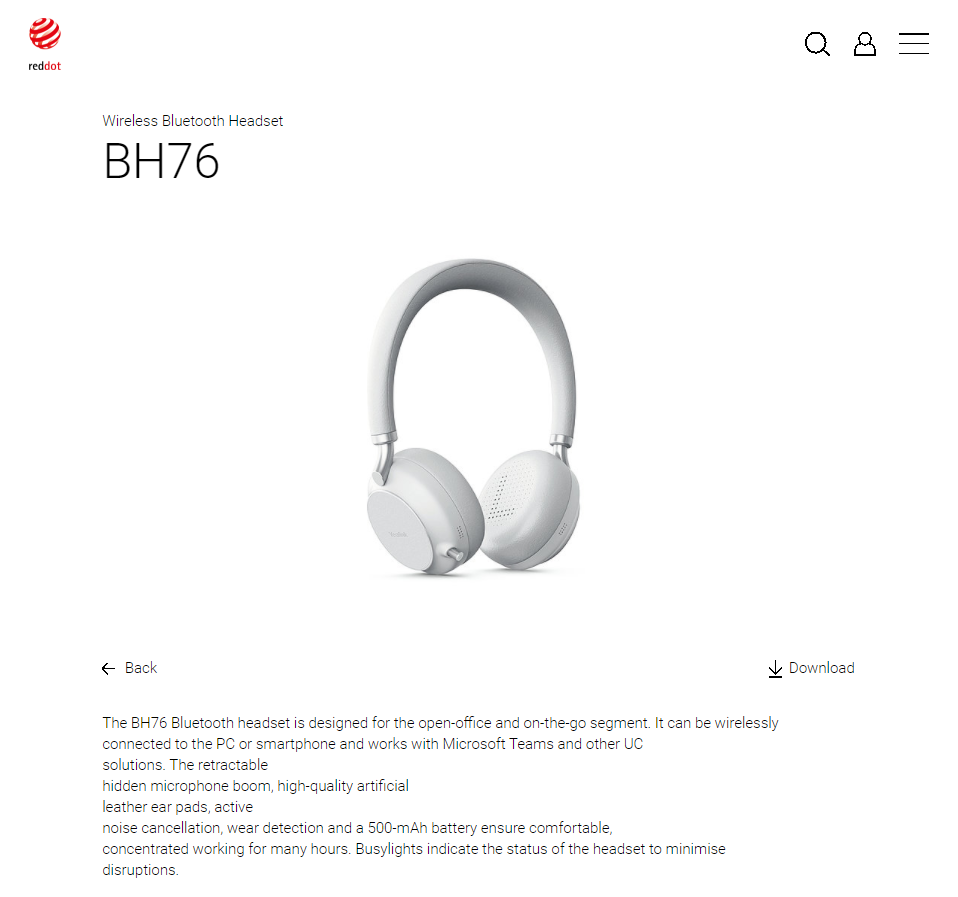 reddot
Wireless Bluetooth Headset
BH76
Back
Download
The BH76 Bluetooth headset is designed for the open-office and on-the-go segment. It can be wirelessly
connected to the PC or smartphone and works with Microsoft Teams and other UC
solutions. The retractable
hidden microphone boom, high-quality artificial
leather ear pads, active
noise cancellation, wear detection and a 500-mAh battery ensure comfortable,
concentrated working for many hours. Busylights indicate the status of the headset to minimise
disruptions.